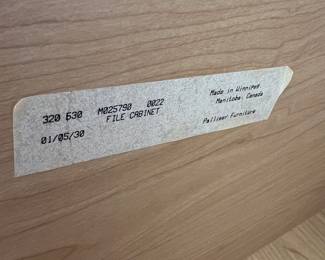 320 530 M025790 0022
FILE CABINET
01/05/30
Made in Winnipeg
Manitoba, Canada
Palliser Furniture